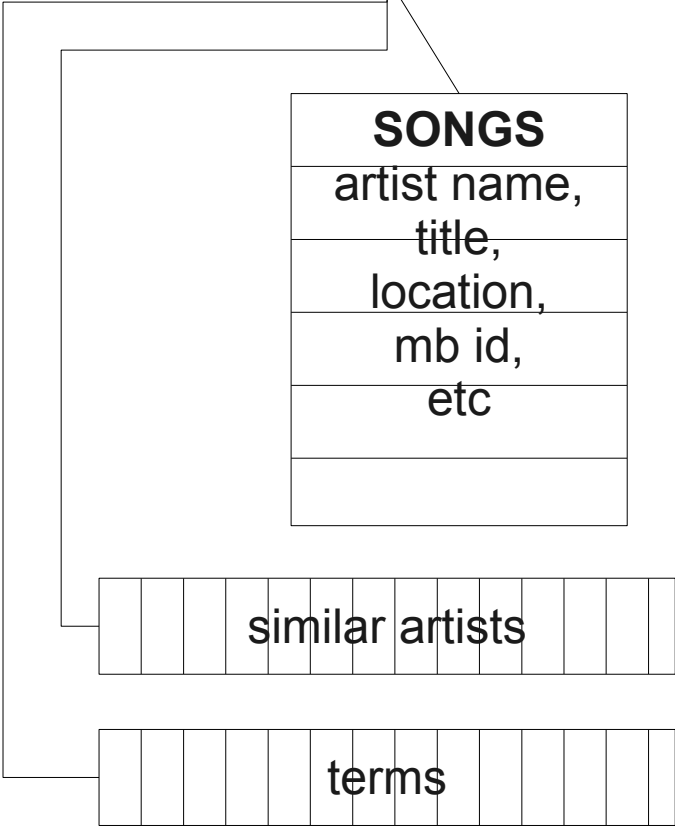 SONGS
artist name,
title,
location,
mb id,
etc
similar artists
terms